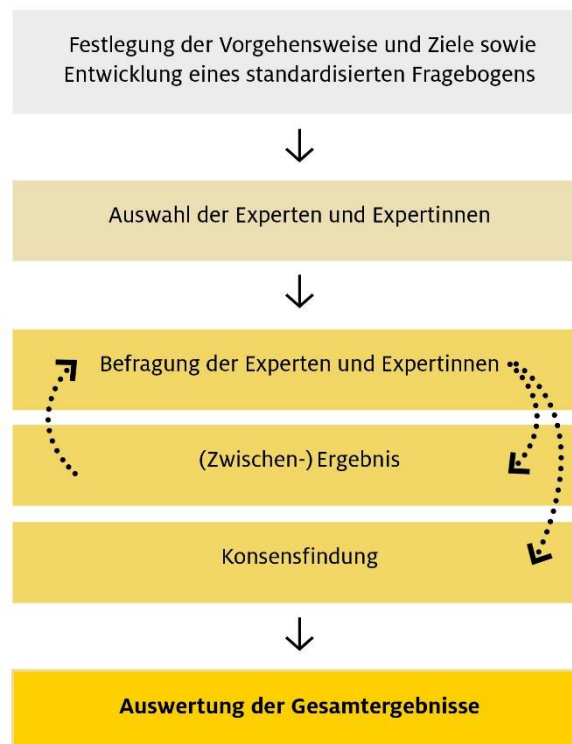 Festlegung der Vorgehensweise und Ziele sowie
Entwicklung eines standardisierten Fragebogens
Auswahl der Experten und Expertinnen
Befragung der Experten und Expertinnen
(Zwischen-) Ergebnis
Konsensfindung
Auswertung der Gesamtergebnisse